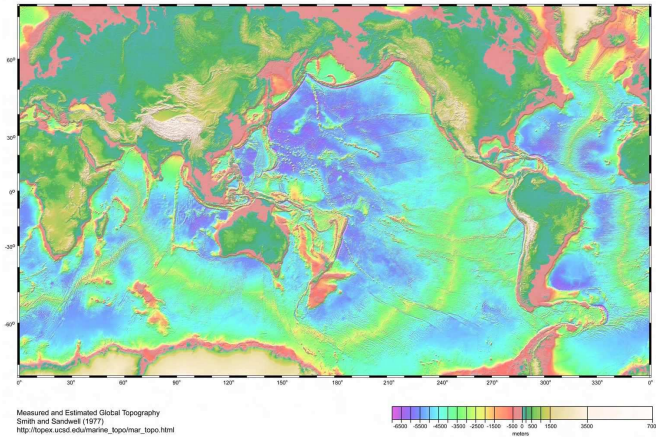 60°
30°
0°
-30°
-60°
0° 30° 60° 90° 120° 150° 180° 210° 240° 270° 300° 330° 0°
Measured and Estimated Global Topography
Smith and Sandwell (1977)
http://topex.ucsd.edu/marine_topo/mar_topo.html
-6500 -5500 -4500 -3500 -2500 -1500 -500 0 500 1500 3500 700
meters